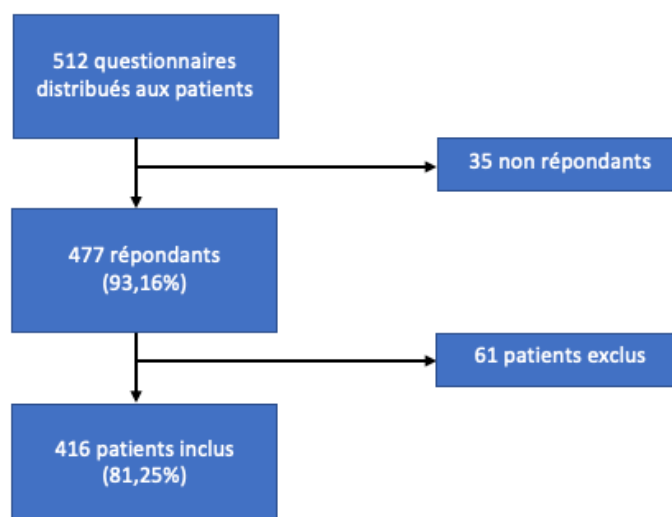 512 questionnaires
distribués aux patients
35 non répondants
477 répondants
(93,16%)
61 patients exclus
416 patients inclus
(81,25%)